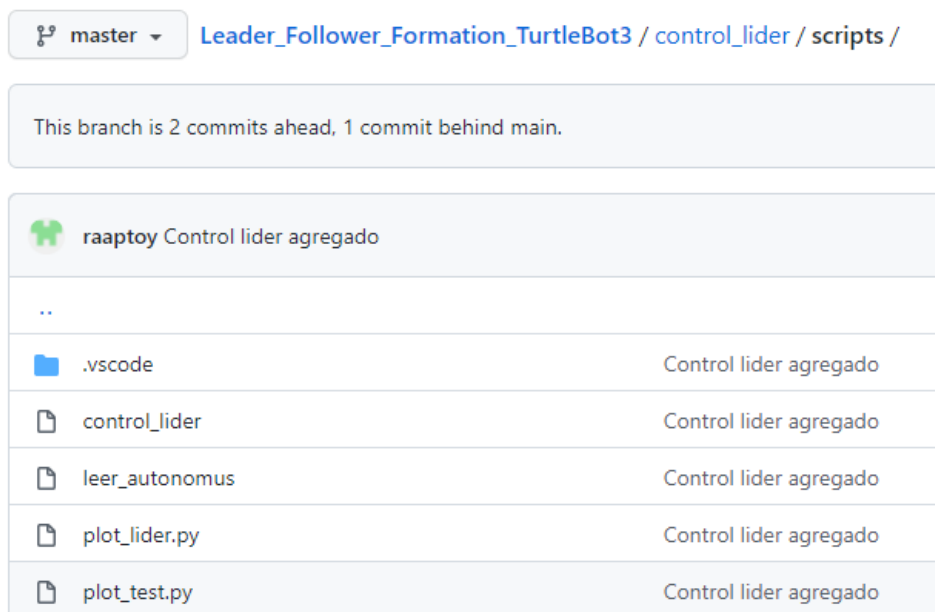 master Leader_Follower_Formation_TurtleBot3 / control_lider / scripts /
This branch is 2 commits ahead, 1 commit behind main.
raaptoy Control lider agregado
..
.vscode Control lider agregado
control_lider Control lider agregado
leer_autonomus Control lider agregado
plot_lider.py Control lider agregado
plot_test.py Control lider agregado